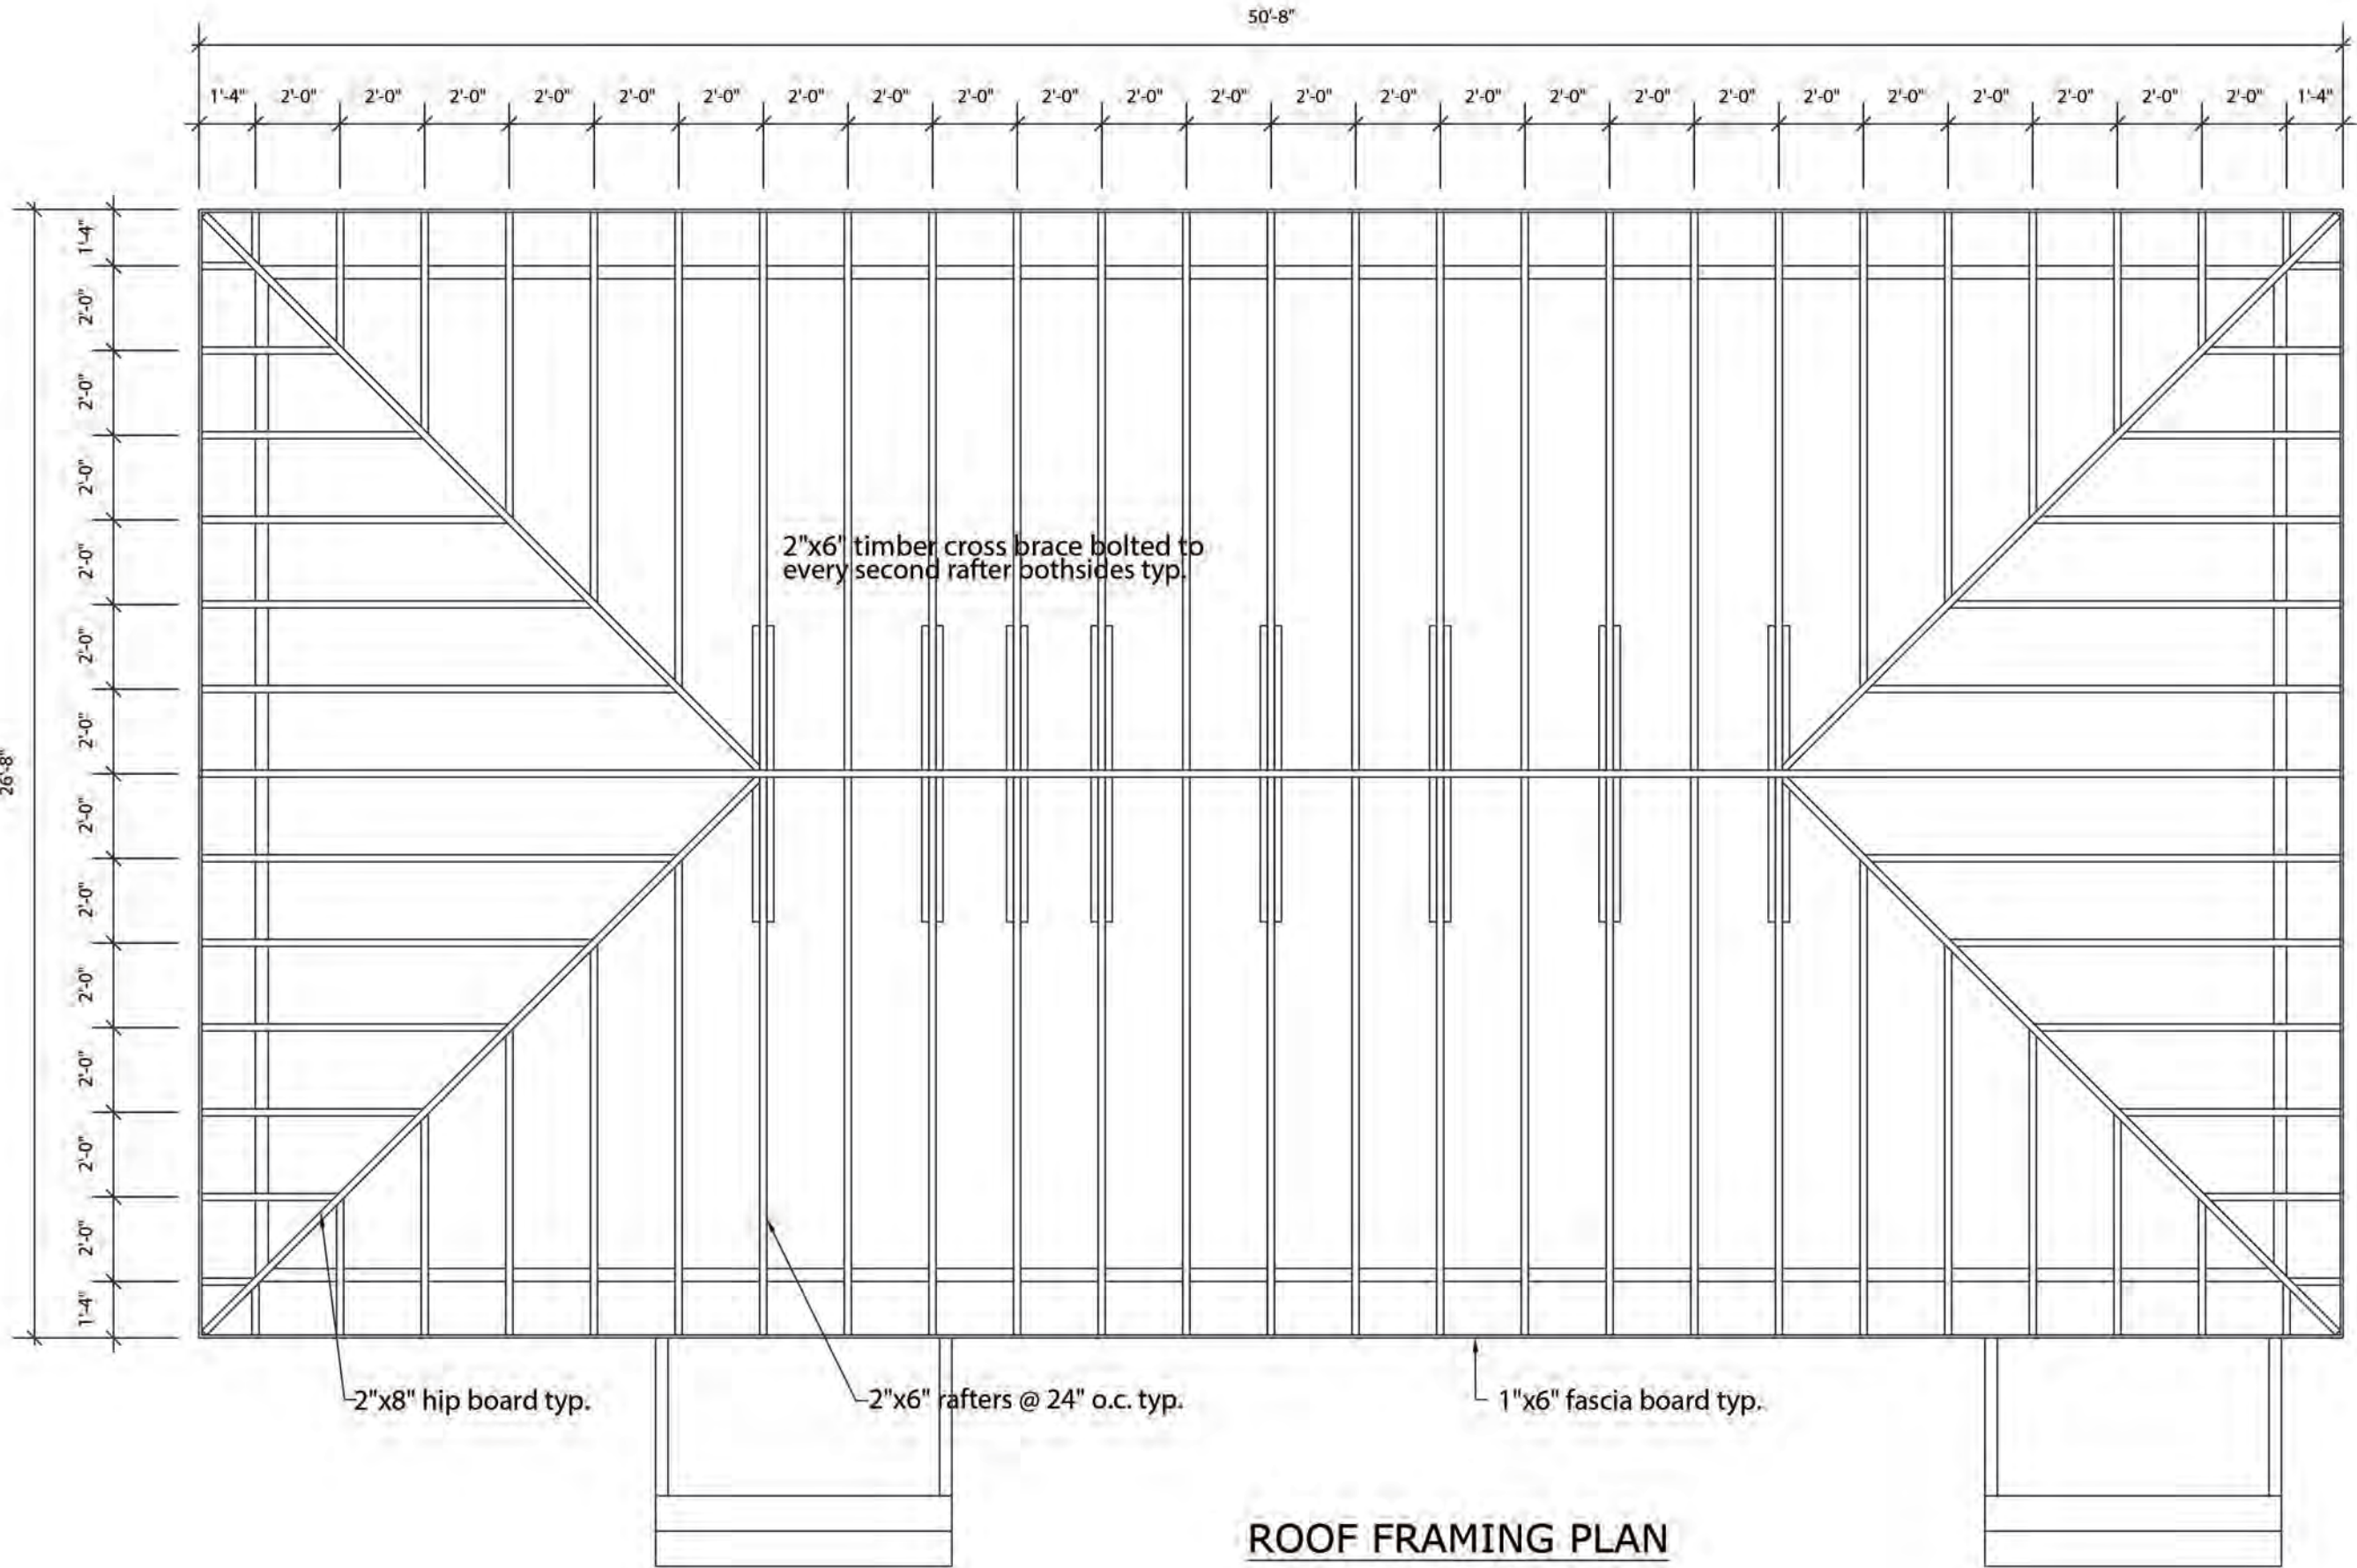 50'-8"
1'-4" 2'-0" 2'-0" 2'-0" 2'-0" 2'-0" 2'-0" 2'-0" 2'-0" 2'-0" 2'-0" 2'-0" 2'-0" 2'-0" 2'-0" 2'-0" 2'-0" 2'-0" 2'-0" 2'-0" 2'-0" 2'-0" 2'-0" 2'-0" 2'-0" 1'-4"
1'-4"
2'-0"
2'-0"
2'-0"
2'-0"
2'-0"
2'-0"
2'-0"
2'-0"
2'-0"
2'-0"
2'-0"
2'-0"
1'-4"
26'-8"
2"x6" timber cross brace bolted to
every second rafter bothsides typ.
2"x8" hip board typ.
2"x6" rafters @ 24" o.c. typ.
1"x6" fascia board typ.
ROOF FRAMING PLAN